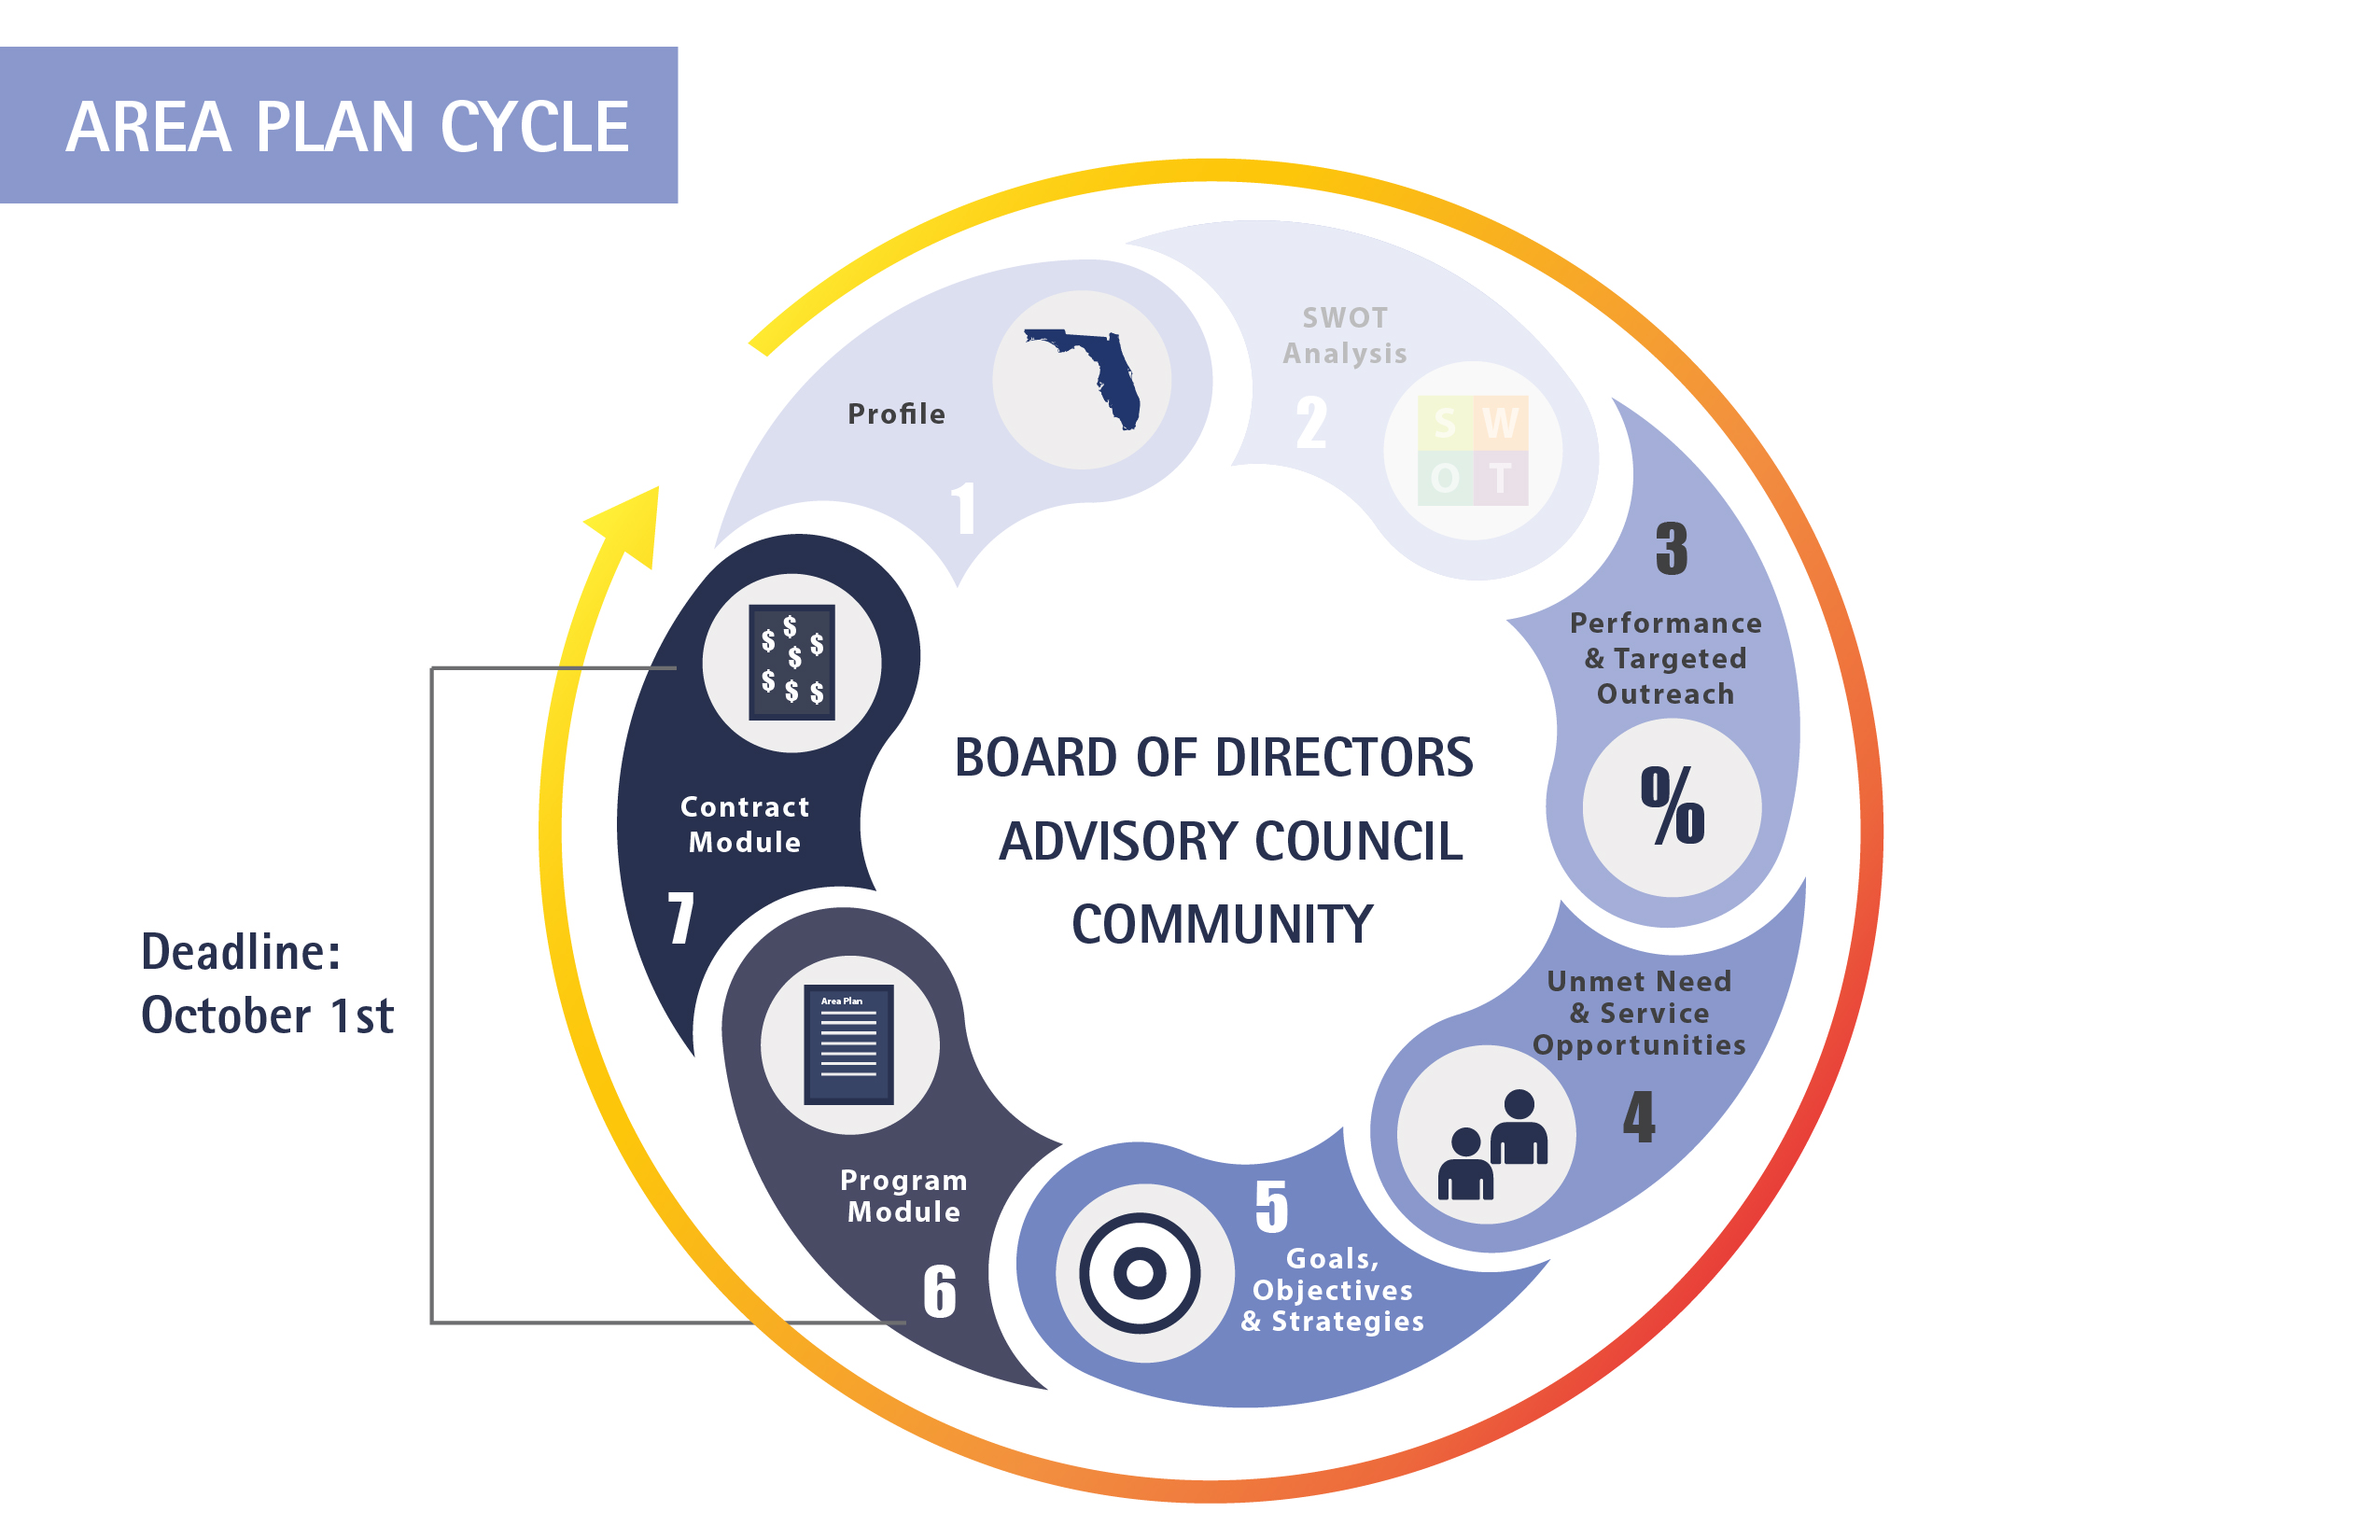 AREA PLAN CYCLE
Profile
1
SWOT
Analysis
2
S W
O T
3
Performance
& Targeted
Outreach
%
Unmet Need
& Service
Opportunities
4
5
Goals,
Objectives
& Strategies
Area Plan
Program
Module
6
$ $ $ $ $ $ $
Contract
Module
7
BOARD OF DIRECTORS
ADVISORY COUNCIL
COMMUNITY
Deadline:
October 1st